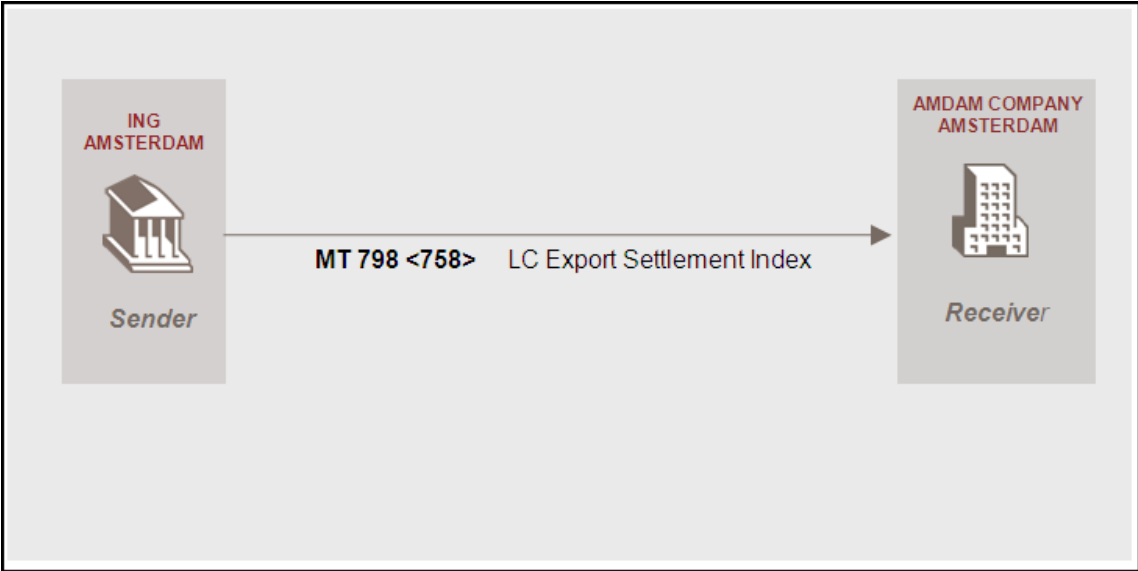 ING
AMSTERDAM
AMDAM COMPANY
AMSTERDAM
MT 798 <758> LC Export Settlement Index
Sender
Receiver